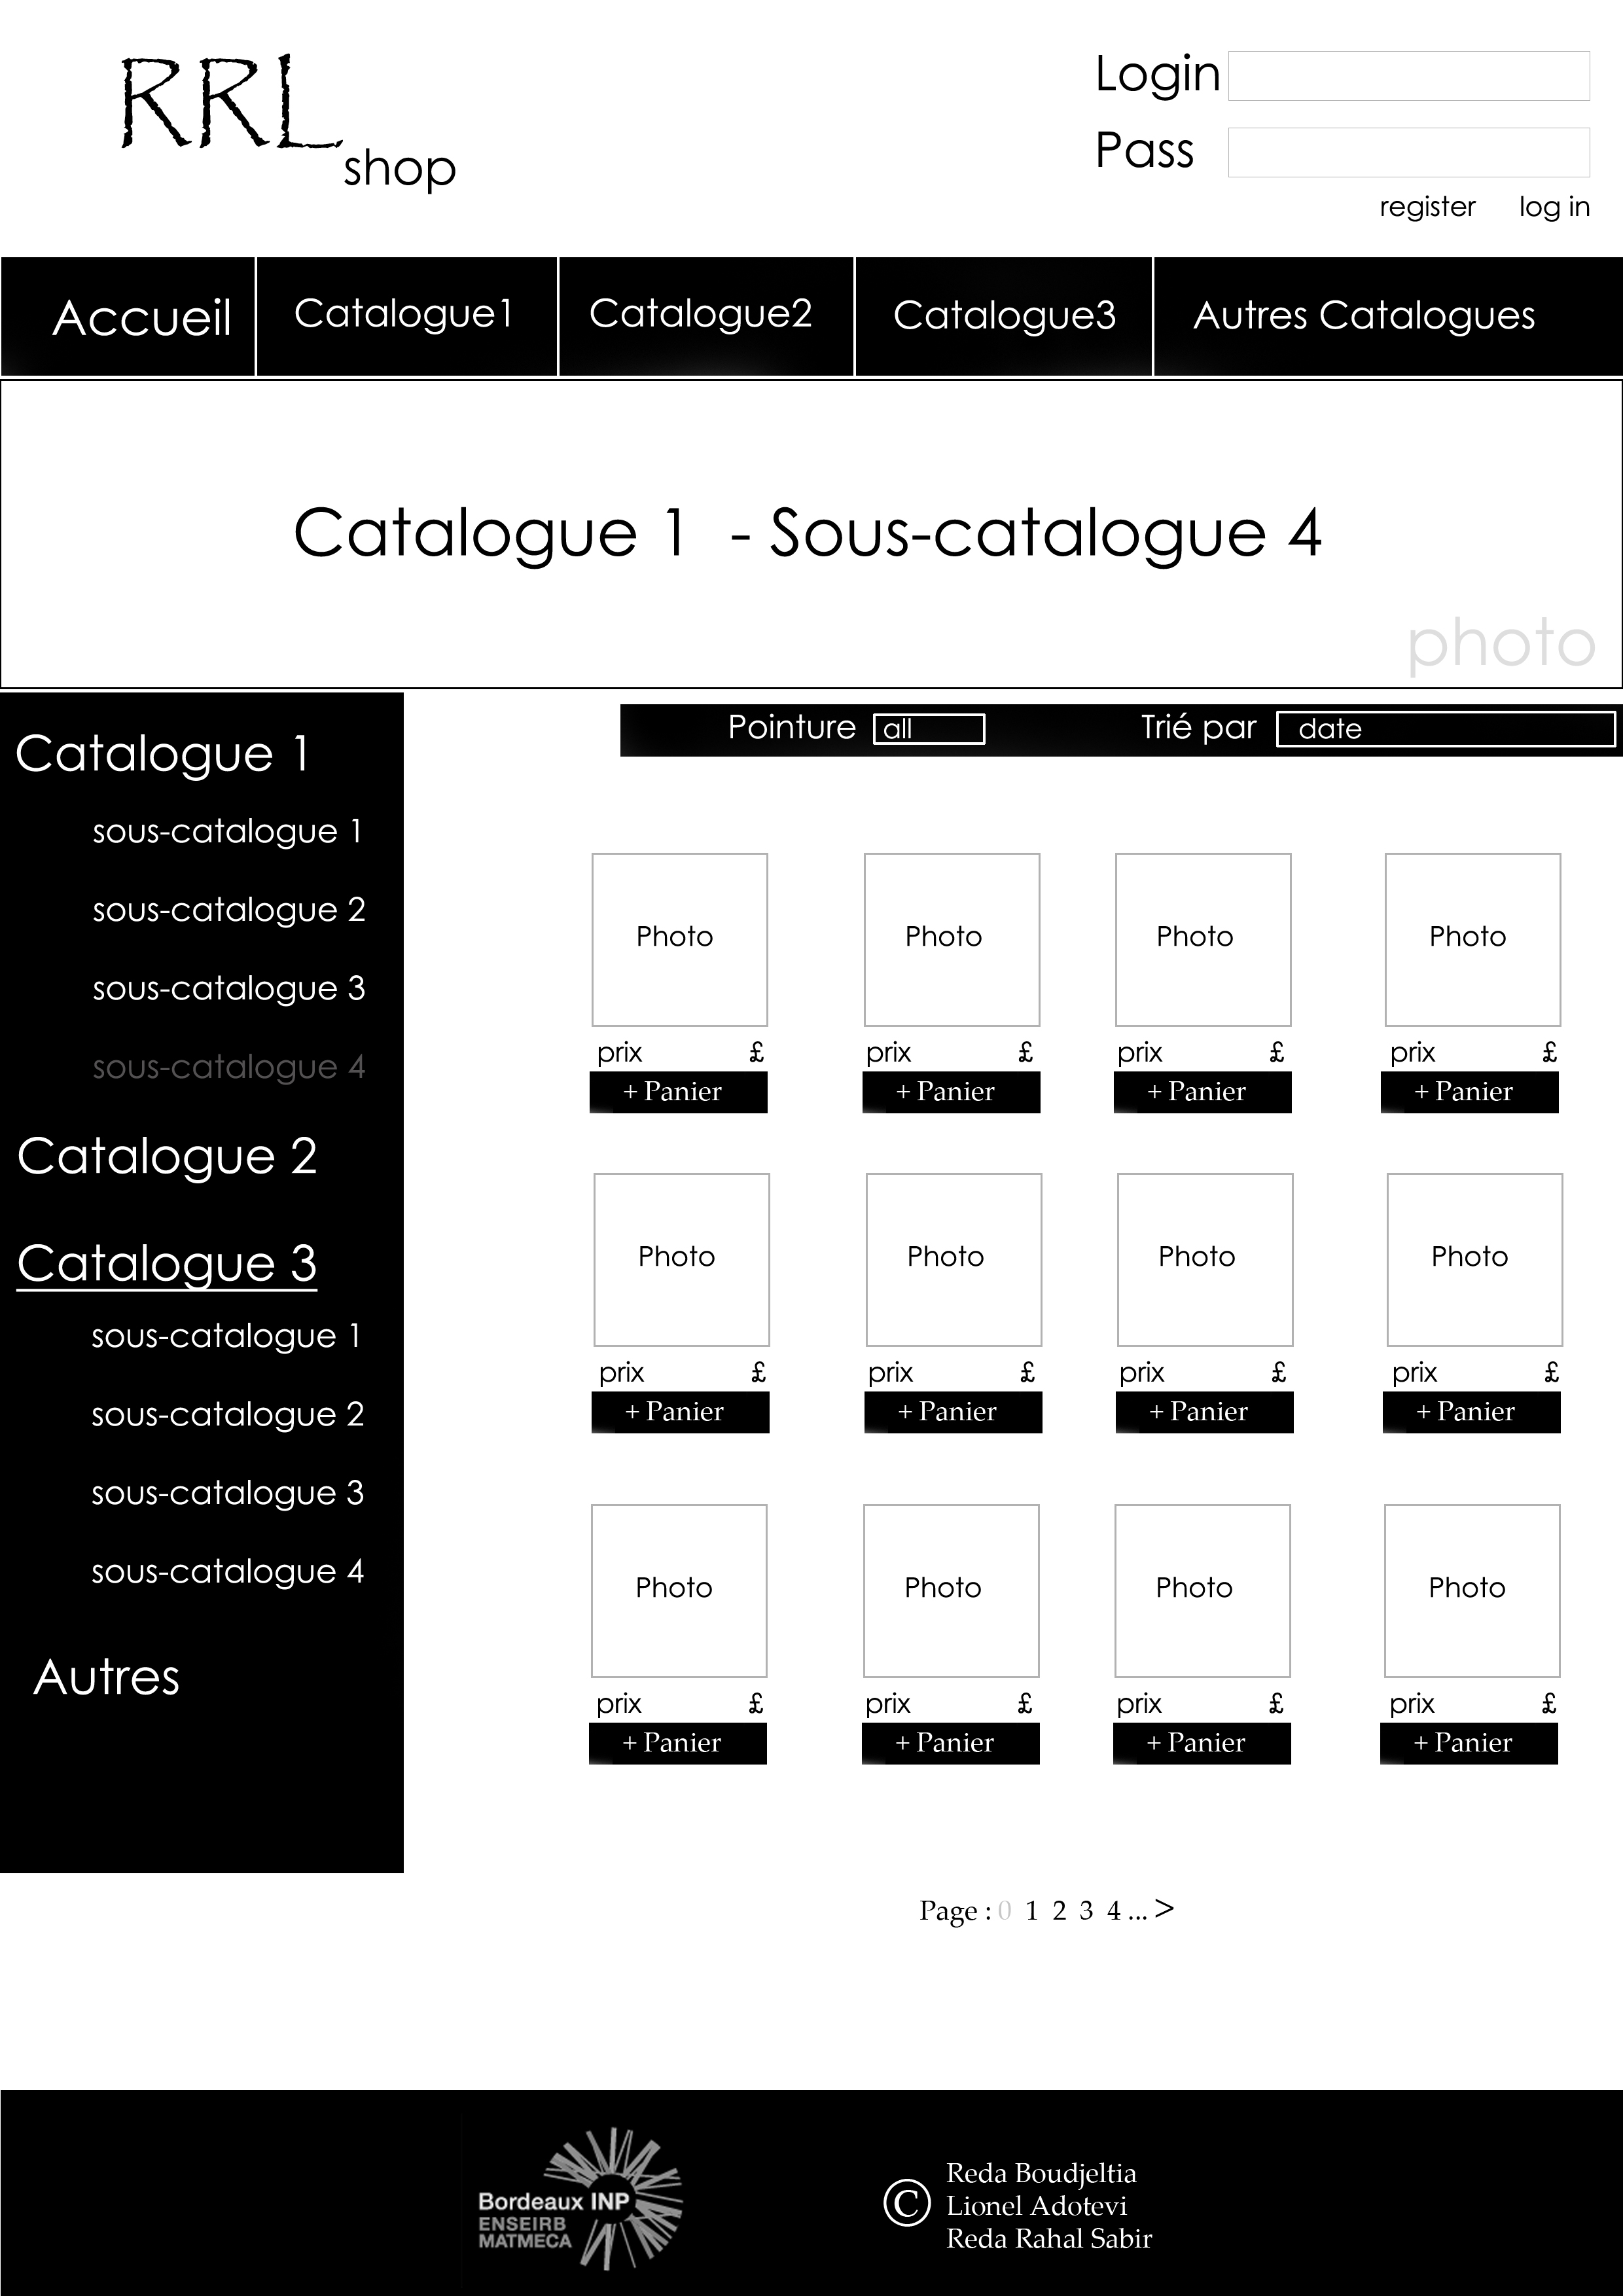 RRL
shop
Login
Pass
register log in
Accueil Catalogue1 Catalogue2 Catalogue3 Autres Catalogues
Catalogue 1 - Sous-catalogue 4
photo
Catalogue 1
sous-catalogue 1
sous-catalogue 2
sous-catalogue 3
sous-catalogue 4
Catalogue 2
Catalogue 3
sous-catalogue 1
sous-catalogue 2
sous-catalogue 3
sous-catalogue 4
Autres
Pointure all Trié par date
Photo Photo Photo Photo
prix £ prix £ prix £ prix £
+ Panier + Panier + Panier + Panier
Photo Photo Photo Photo
prix £ prix £ prix £ prix £
+ Panier + Panier + Panier + Panier
Photo Photo Photo Photo
prix £ prix £ prix £ prix £
+ Panier + Panier + Panier + Panier
Page : 0 1 2 3 4 ... >
Bordeaux INP
ENSEIRB
MATMECA
©
Reda Boudjeltia
Lionel Adotevi
Reda Rahal Sabir